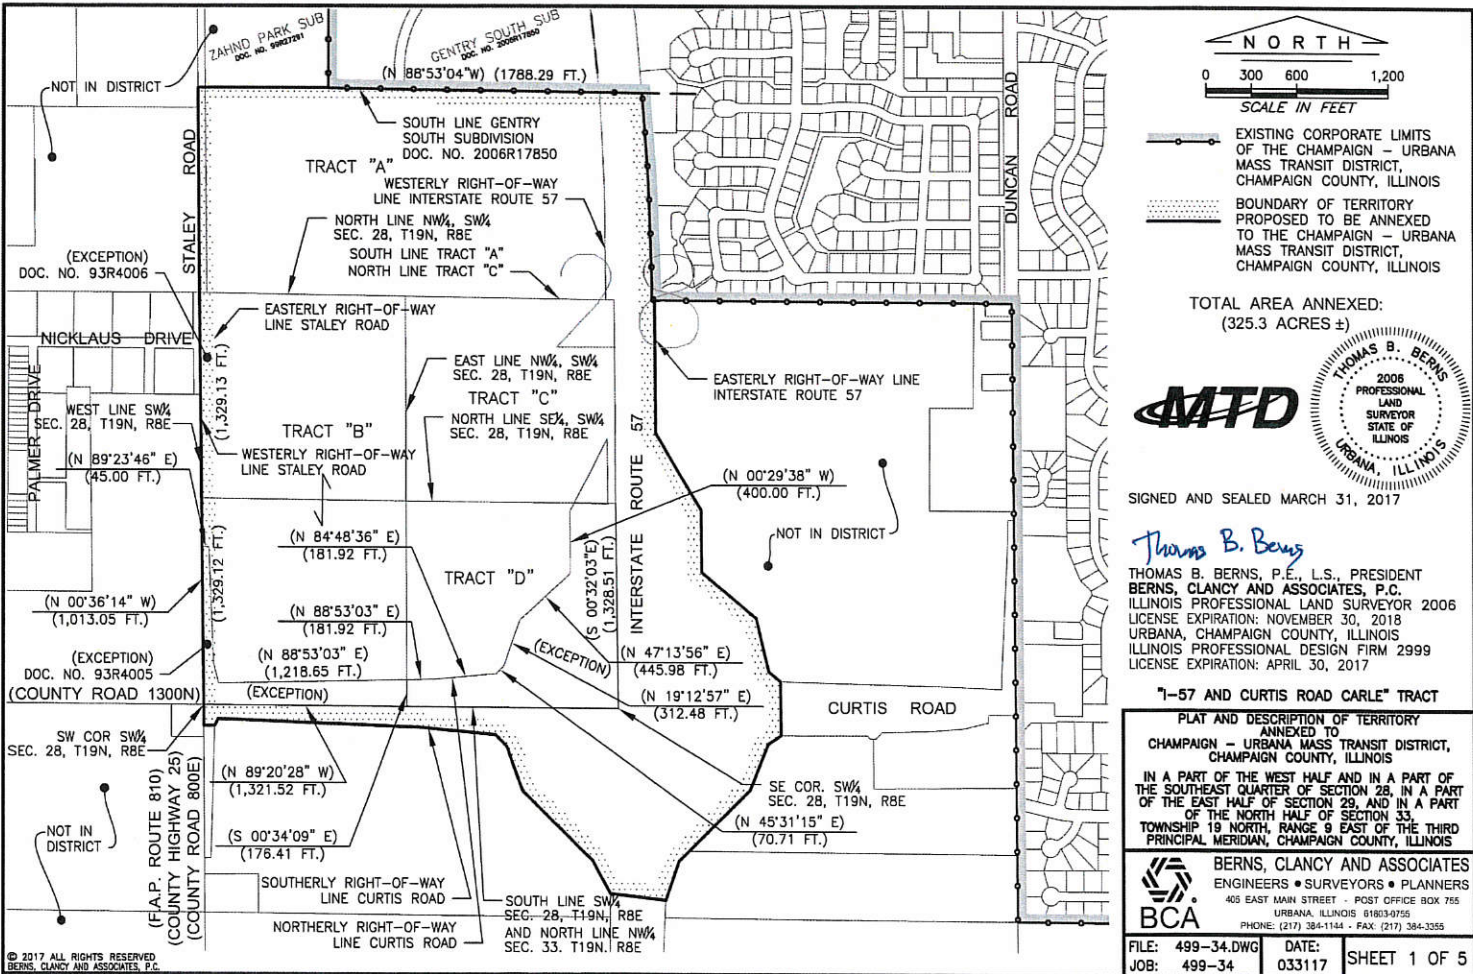 ZAHND PARK SUB
DOC. NO. 99R27291
GENTRY SOUTH SUB
DOC. NO. 2006R17850
NOT IN DISTRICT
(N 88°53'04"W) (1788.29 FT.)
STALEY ROAD
SOUTH LINE GENTRY
SOUTH SUBDIVISION
DOC. NO. 2006R17850
TRACT "A"
WESTERLY RIGHT-OF-WAY
LINE INTERSTATE ROUTE 57
NORTH LINE NW¼, SW¼
SEC. 28, T19N, R8E
SOUTH LINE TRACT "A"
NORTH LINE TRACT "C"
(EXCEPTION)
DOC. NO. 93R4006
EASTERLY RIGHT-OF-WAY
LINE STALEY ROAD
NICKLAUS DRIVE
PALMER DRIVE
(1,329.13 FT.)
EAST LINE NW¼, SW¼
SEC. 28, T19N, R8E
TRACT "C"
NORTH LINE SE¼, SW¼
SEC. 28, T19N, R8E
EASTERLY RIGHT-OF-WAY LINE
INTERSTATE ROUTE 57
DUNCAN ROAD
WEST LINE SW¼
SEC. 28, T19N, R8E
TRACT "B"
WESTERLY RIGHT-OF-WAY
LINE STALEY ROAD
(N 89°23'46" E)
(45.00 FT.)
(N 00°29'38" W)
(400.00 FT.)
INTERSTATE ROUTE 57
NOT IN DISTRICT
(N 84°48'36" E)
(181.92 FT.)
TRACT "D"
(1,329.12 FT.)
(S 00°32'03"E)
(1,328.51 FT.)
(N 00°36'14" W)
(1,013.05 FT.)
(N 88°53'03" E)
(181.92 FT.)
(EXCEPTION)
DOC. NO. 93R4005
(N 88°53'03" E)
(1,218.65 FT.)
(EXCEPTION)
(N 47°13'56" E)
(445.98 FT.)
(COUNTY ROAD 1300N)
(EXCEPTION)
(N 19°12'57" E)
(312.48 FT.)
CURTIS ROAD
SW COR SW¼
SEC. 28, T19N, R8E
(N 89°20'28" W)
(1,321.52 FT.)
SE COR. SW¼
SEC. 28, T19N, R8E
(S 00°34'09" E)
(176.41 FT.)
(N 45°31'15" E)
(70.71 FT.)
NOT IN
DISTRICT
(F.A.P. ROUTE 810)
(COUNTY HIGHWAY 25)
(COUNTY ROAD 800E)
SOUTHERLY RIGHT-OF-WAY
LINE CURTIS ROAD
NORTHERLY RIGHT-OF-WAY
LINE CURTIS ROAD
SOUTH LINE SW¼
SEC. 28, T19N, R8E
AND NORTH LINE NW¼
SEC. 33. T19N. R8E
© 2017 ALL RIGHTS RESERVED
BERNS, CLANCY AND ASSOCIATES, P.C.
NORTH
0 300 600 1,200
SCALE IN FEET
EXISTING CORPORATE LIMITS
OF THE CHAMPAIGN - URBANA
MASS TRANSIT DISTRICT,
CHAMPAIGN COUNTY, ILLINOIS
BOUNDARY OF TERRITORY
PROPOSED TO BE ANNEXED
TO THE CHAMPAIGN - URBANA
MASS TRANSIT DISTRICT,
CHAMPAIGN COUNTY, ILLINOIS
TOTAL AREA ANNEXED:
(325.3 ACRES ±)
MTD
THOMAS B. BERNS
2006
PROFESSIONAL
LAND
SURVEYOR
STATE OF
ILLINOIS
URBANA, ILLINOIS
SIGNED AND SEALED MARCH 31, 2017
Thomas B. Berns
THOMAS B. BERNS, P.E., L.S., PRESIDENT
BERNS, CLANCY AND ASSOCIATES, P.C.
ILLINOIS PROFESSIONAL LAND SURVEYOR 2006
LICENSE EXPIRATION: NOVEMBER 30, 2018
URBANA, CHAMPAIGN COUNTY, ILLINOIS
ILLINOIS PROFESSIONAL DESIGN FIRM 2999
LICENSE EXPIRATION: APRIL 30, 2017
"I-57 AND CURTIS ROAD CARLE" TRACT
PLAT AND DESCRIPTION OF TERRITORY
ANNEXED TO
CHAMPAIGN - URBANA MASS TRANSIT DISTRICT,
CHAMPAIGN COUNTY, ILLINOIS
IN A PART OF THE WEST HALF AND IN A PART OF
THE SOUTHEAST QUARTER OF SECTION 28, IN A PART
OF THE EAST HALF OF SECTION 29, AND IN A PART
OF THE NORTH HALF OF SECTION 33,
TOWNSHIP 19 NORTH, RANGE 9 EAST OF THE THIRD
PRINCIPAL MERIDIAN, CHAMPAIGN COUNTY, ILLINOIS
BCA
BERNS, CLANCY AND ASSOCIATES
ENGINEERS • SURVEYORS • PLANNERS
405 EAST MAIN STREET - POST OFFICE BOX 755
URBANA, ILLINOIS 61803-0755
PHONE: (217) 384-1144 - FAX: (217) 384-3355
FILE: 499-34.DWG
JOB: 499-34
DATE:
033117
SHEET 1 OF 5